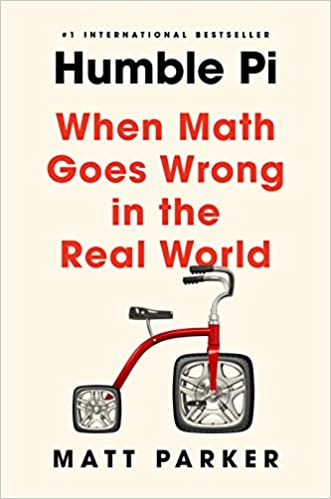 #1 INTERNATIONAL BESTSELLER
Humble Pi
When Math
Goes Wrong
in the
Real World
MATT PARKER